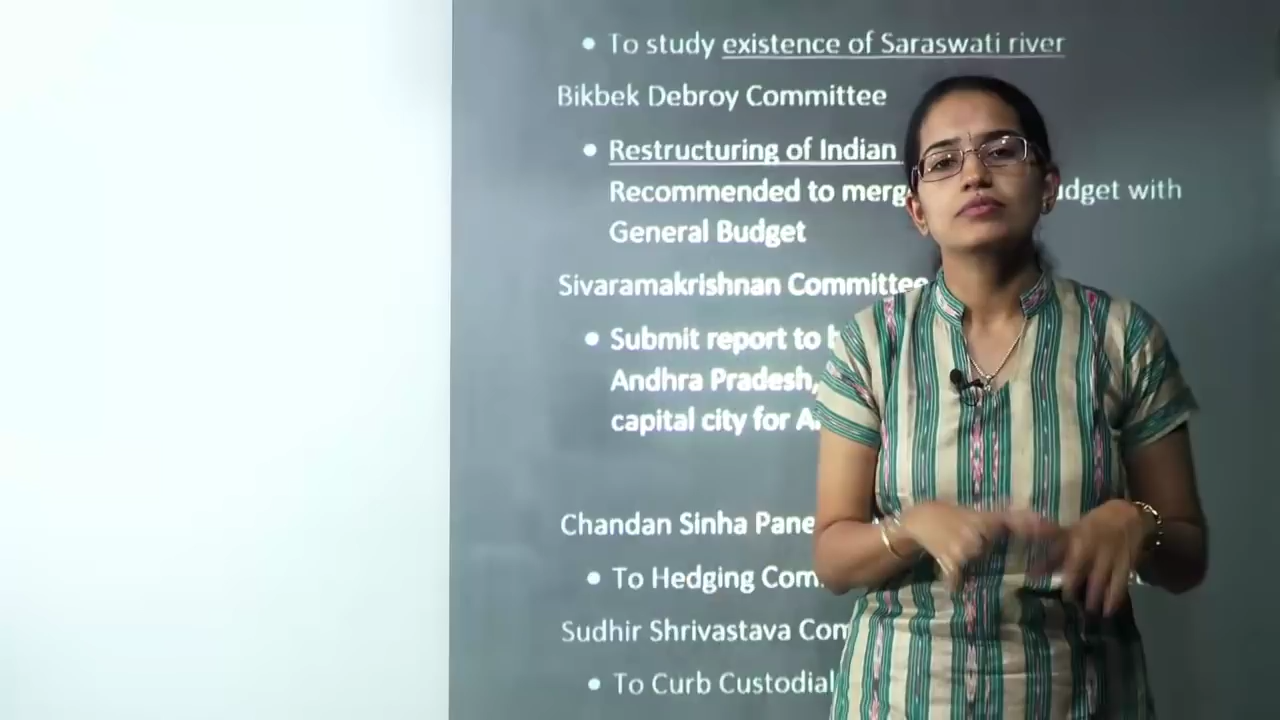 • To study existence of Saraswati river
Bikbek Debroy Committee
• Restructuring of Indian
Recommended to merg udget with
General Budget
Sivaramakrishnan Committee
• Submit report to
Andhra Pradesh,
capital city for A
Chandan Sinha Pane
• To Hedging Com
Sudhir Shrivastava Com
• To Curb Custodial